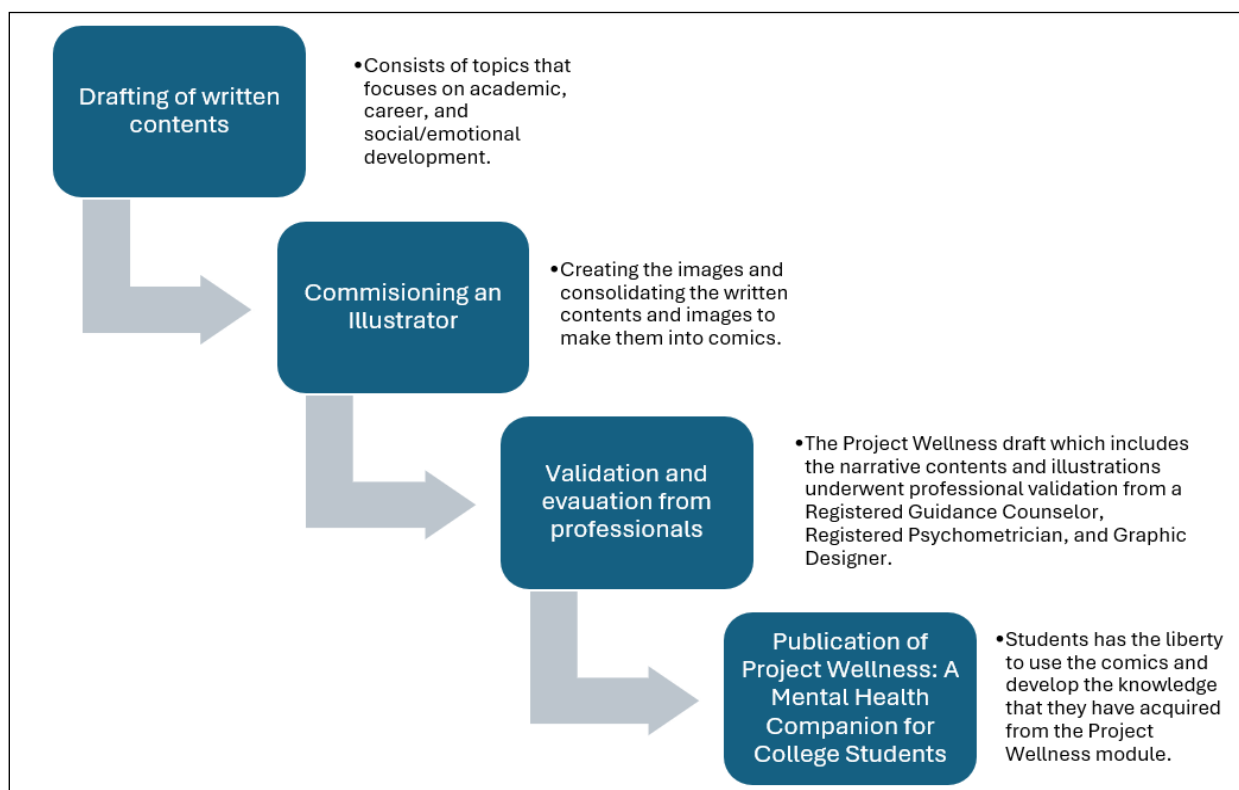 Drafting of written
contents
•Consists of topics that
focuses on academic,
career, and
social/emotional
development.
Commisioning an
Illustrator
•Creating the images and
consolidating the written
contents and images to
make them into comics.
Validation and
evauation from
professionals
•The Project Wellness draft which includes
the narrative contents and illustrations
underwent professional validation from a
Registered Guidance Counselor,
Registered Psychometrician, and Graphic
Designer.
Publication of
Project Wellness: A
Mental Health
Companion for
College Students
•Students has the liberty
to use the comics and
develop the knowledge
that they have acquired
from the Project
Wellness module.